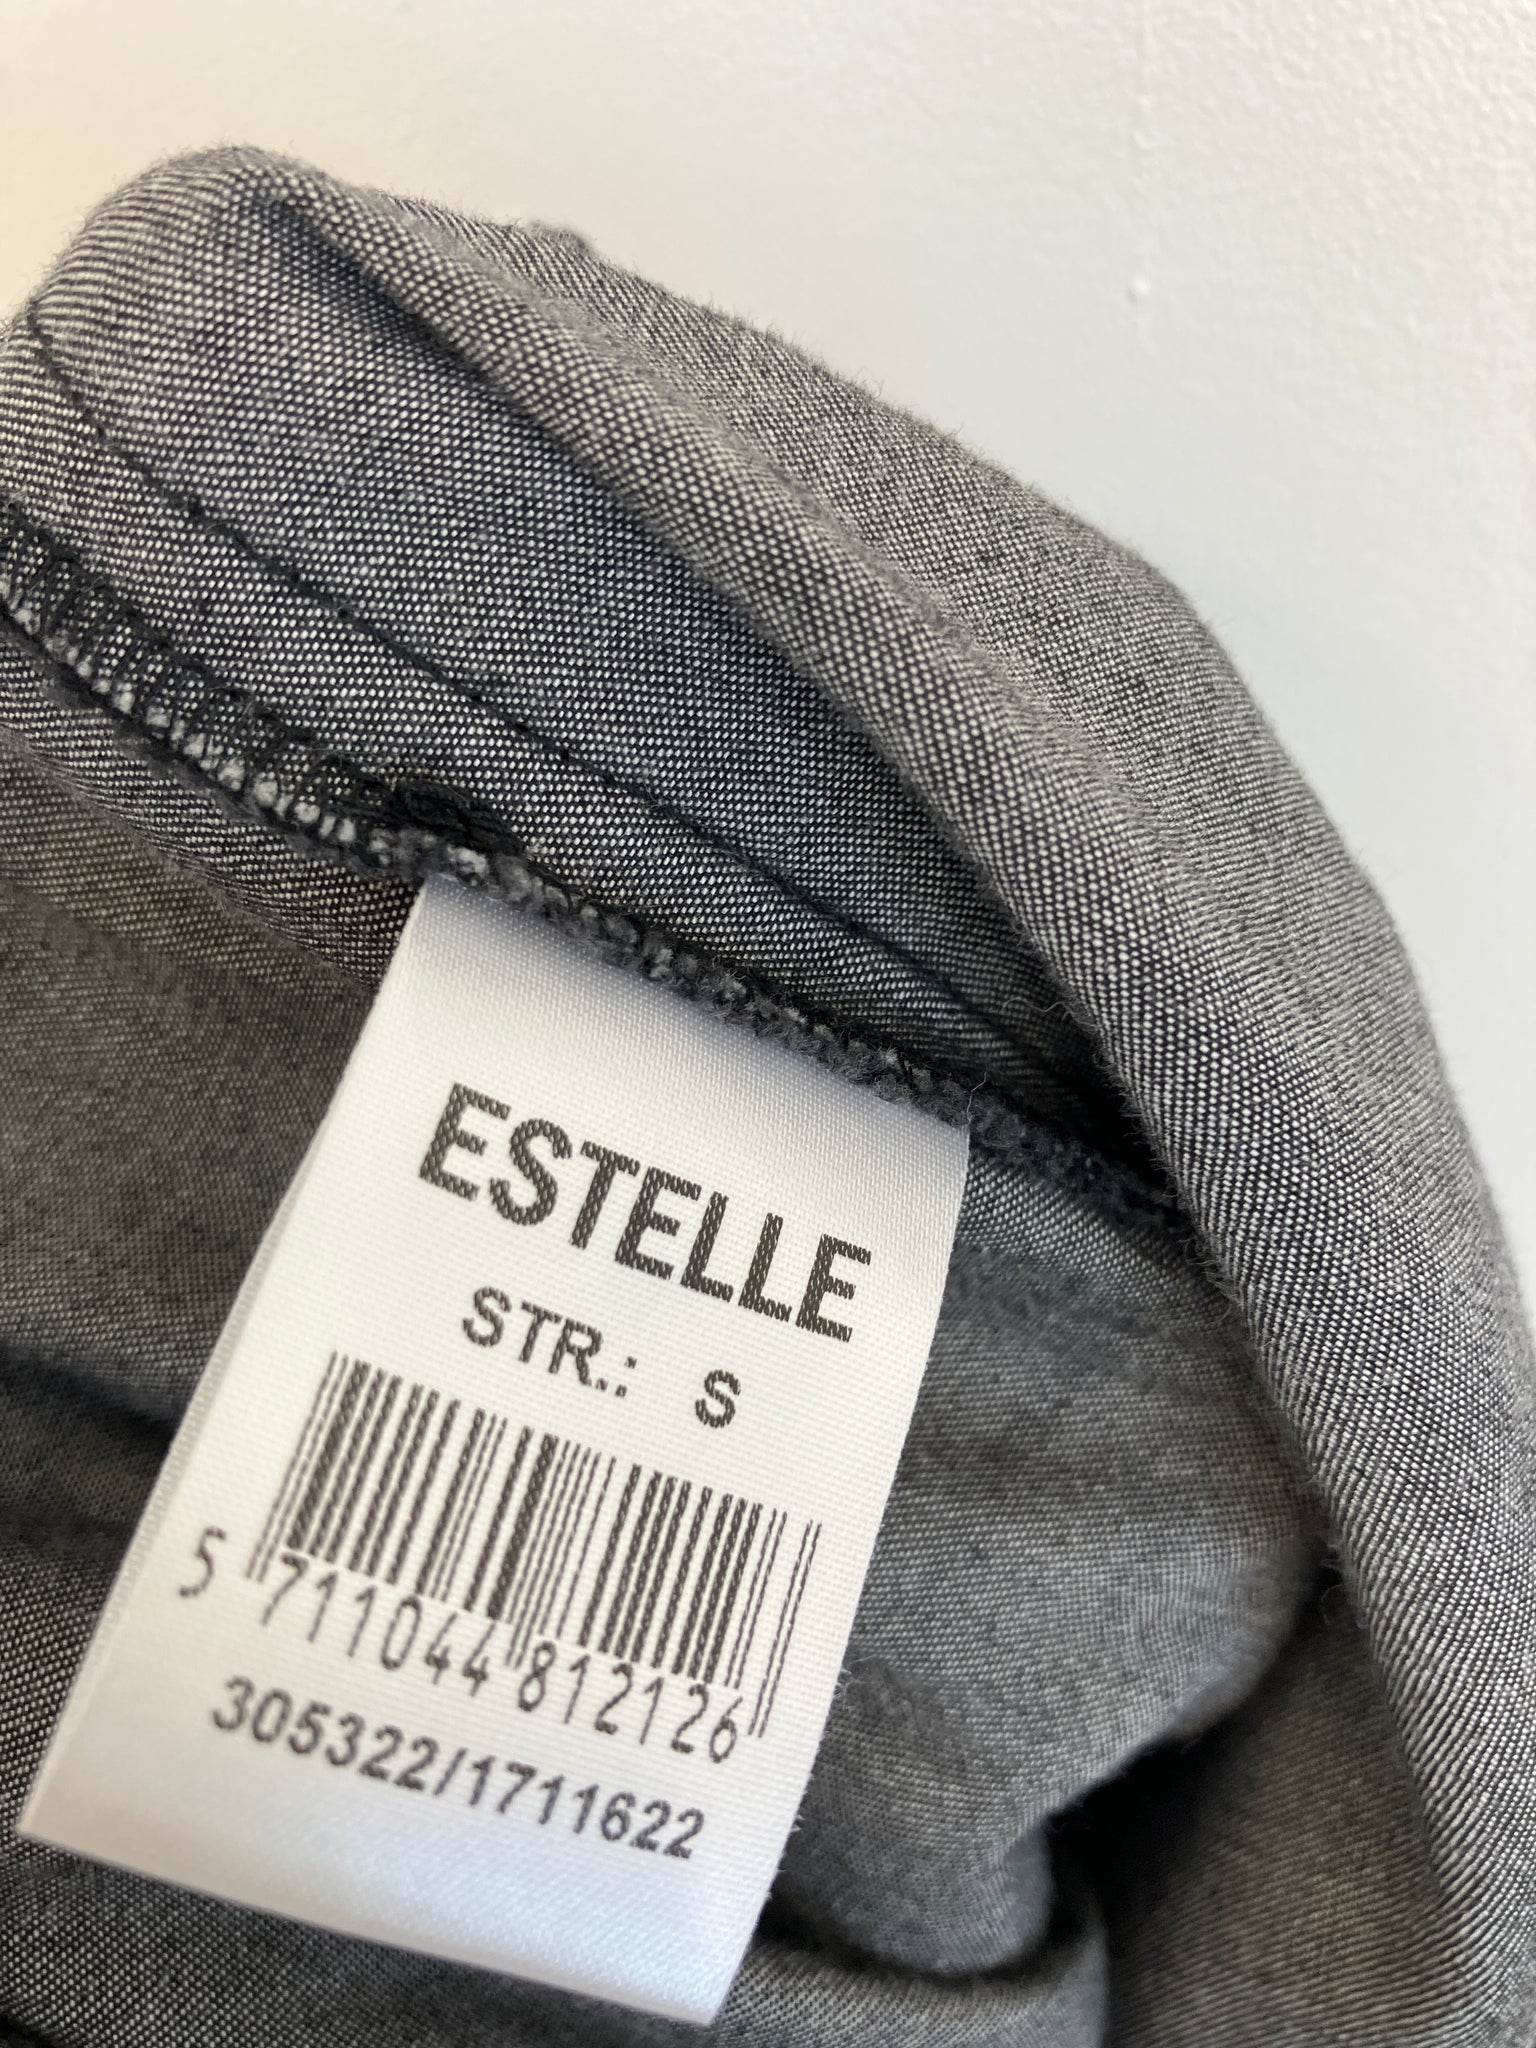 ESTELLE
STR.: S
5 711044 812126
305322/1711622